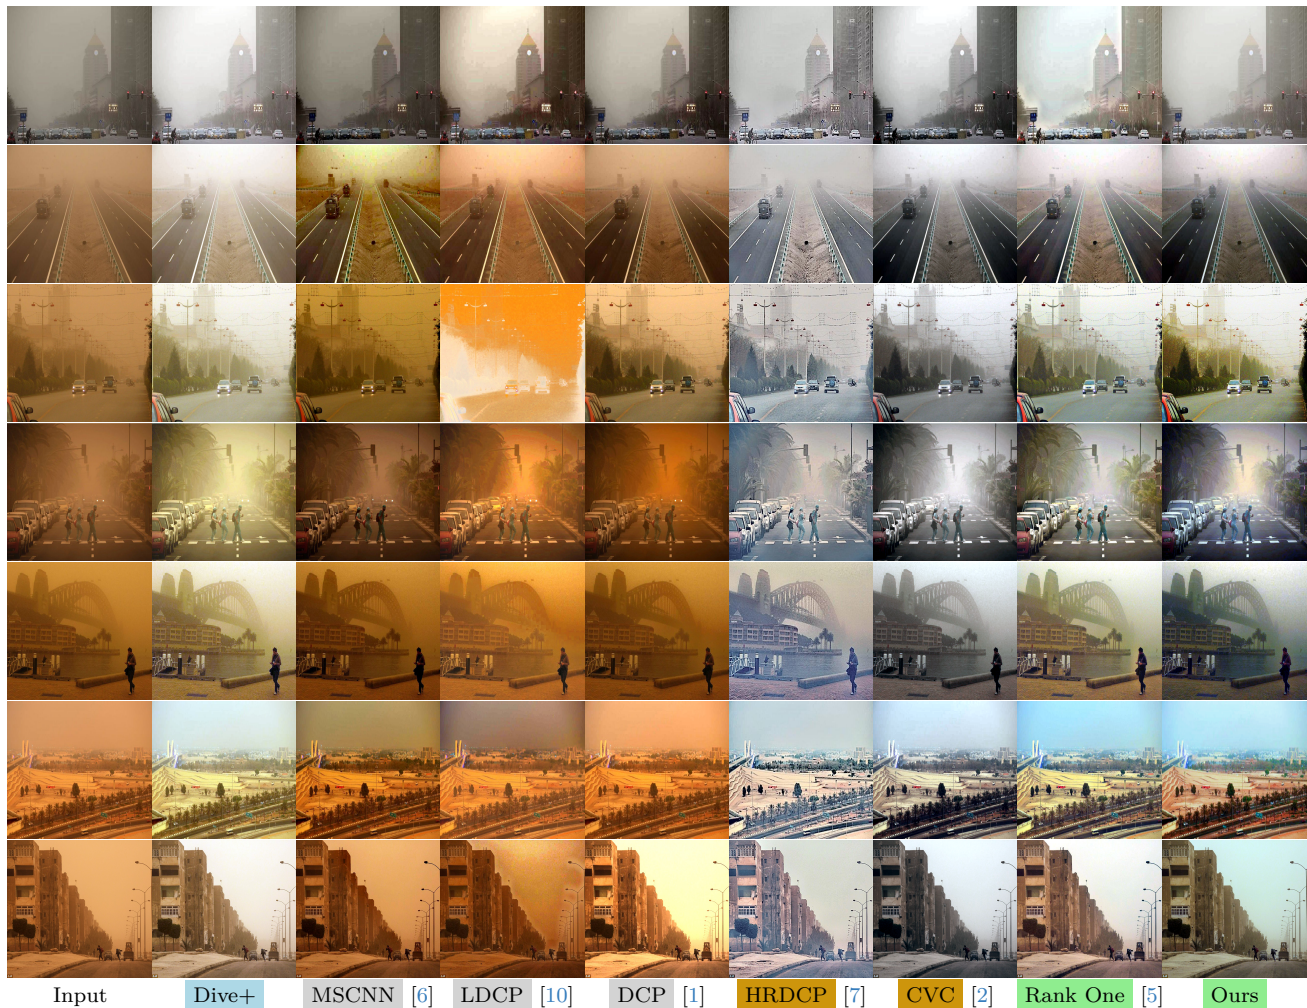 Input Dive+ MSCNN [6] LDCP [10] DCP [1] HRDCP [7] CVC [2] Rank One [5] Ours